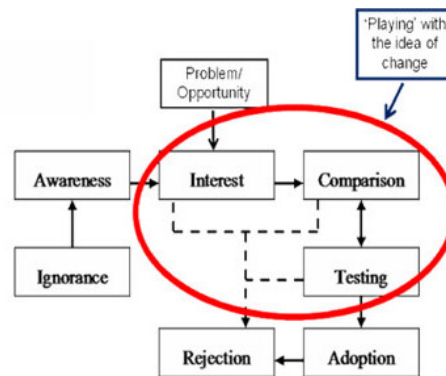 'Playing' with
the idea of
change
Problem/
Opportunity
Awareness
Interest
Comparison
Ignorance
Testing
Rejection
Adoption